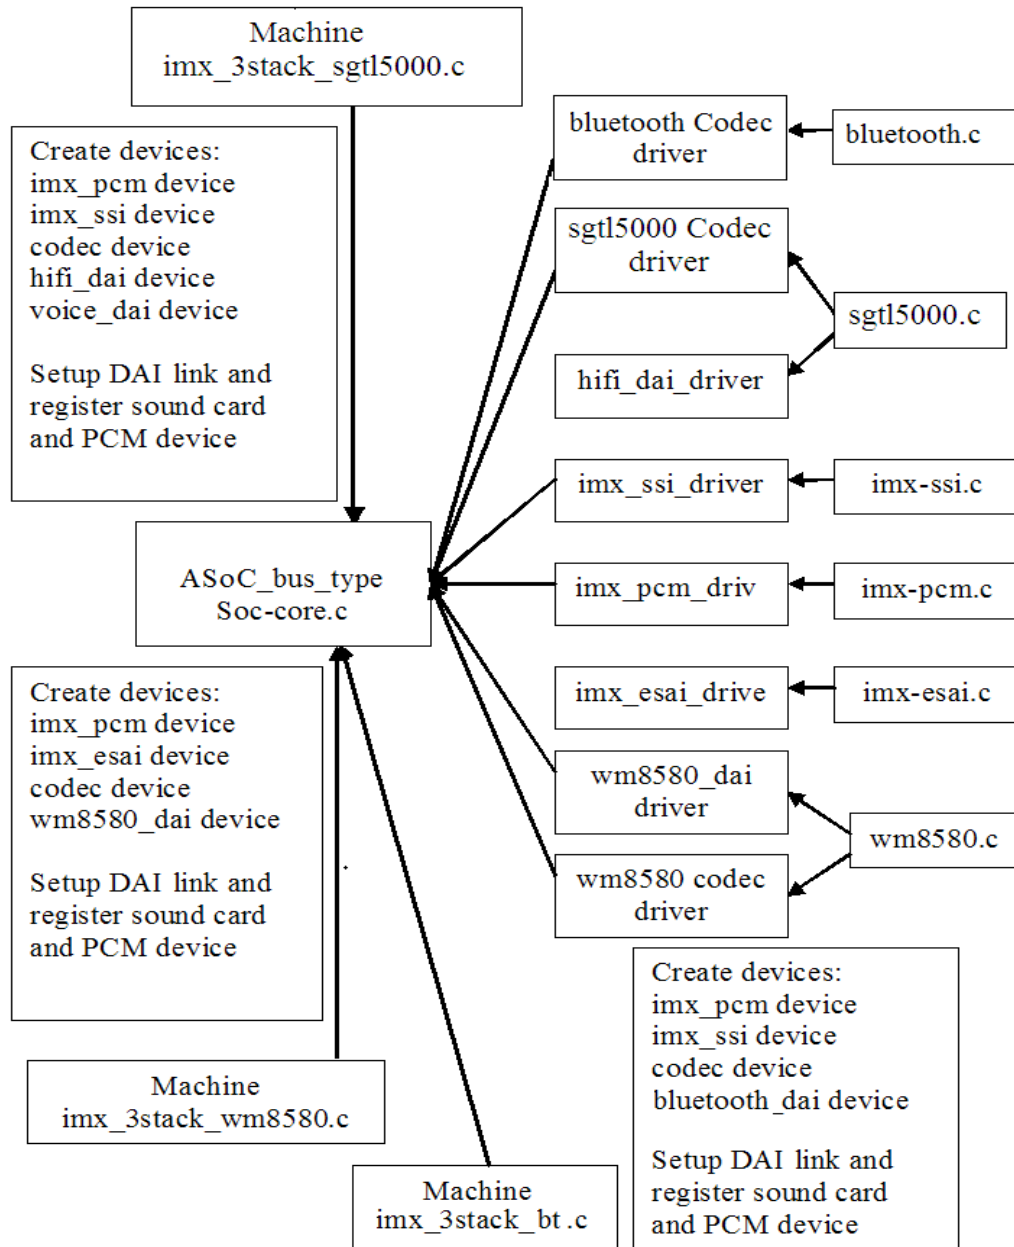 Machine
imx_3stack_sgtl5000.c
Create devices:
imx_pcm device
imx_ssi device
codec device
hifi_dai device
voice_dai device
Setup DAI link and
register sound card
and PCM device
bluetooth Codec
driver
bluetooth.c
sgtl5000 Codec
driver
sgtl5000.c
hifi_dai_driver
imx_ssi_driver
imx-ssi.c
ASoC_bus_type
Soc-core.c
imx_pcm_driv
imx-pcm.c
Create devices:
imx_pcm device
imx_esai device
codec device
wm8580_dai device
Setup DAI link and
register sound card
and PCM device
imx_esai_drive
imx-esai.c
wm8580_dai
driver
wm8580.c
wm8580 codec
driver
Create devices:
imx_pcm device
imx_ssi device
codec device
bluetooth_dai device
Setup DAI link and
register sound card
and PCM device
Machine
imx_3stack_wm8580.c
Machine
imx_3stack_bt.c